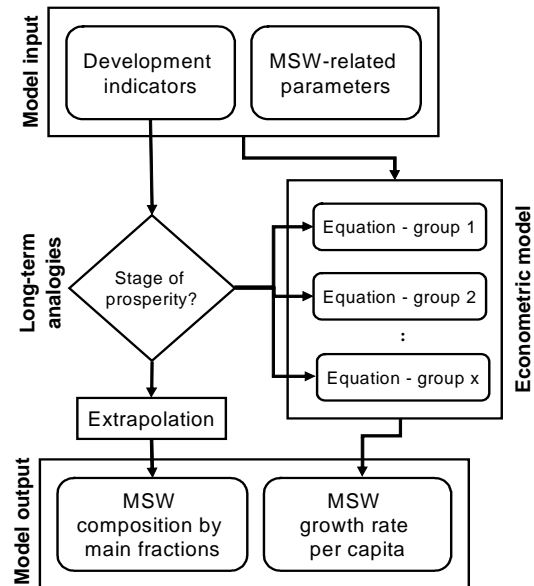 Model input
Development
indicators
MSW-related
parameters
Long-term
analogies
Stage of
prosperity?
Econometric model
Equation - group 1
Equation - group 2
:
Equation - group x
Extrapolation
Model output
MSW
composition by
main fractions
MSW
growth rate
per capita